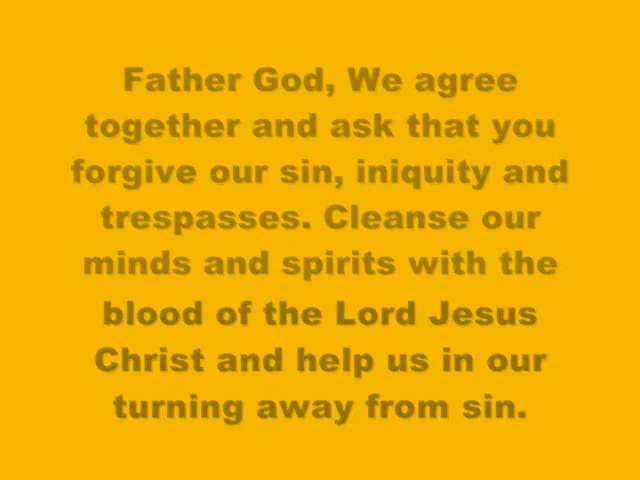 Father God, We agree
together and ask that you
forgive our sin, iniquity and
trespasses. Cleanse our
minds and spirits with the
blood of the Lord Jesus
Christ and help us in our
turning away from sin.